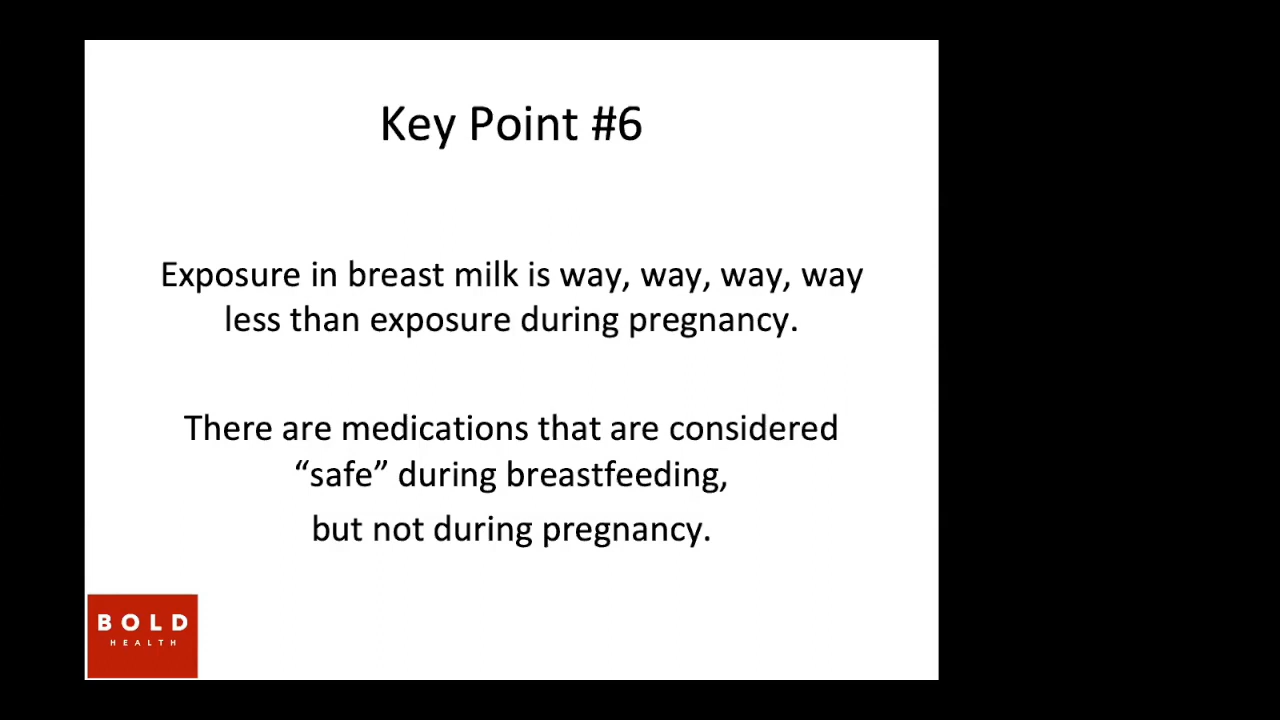 Key Point #6
Exposure in breast milk is way, way, way, way
less than exposure during pregnancy.
There are medications that are considered
“safe” during breastfeeding,
but not during pregnancy.
BOLD
HEALTH